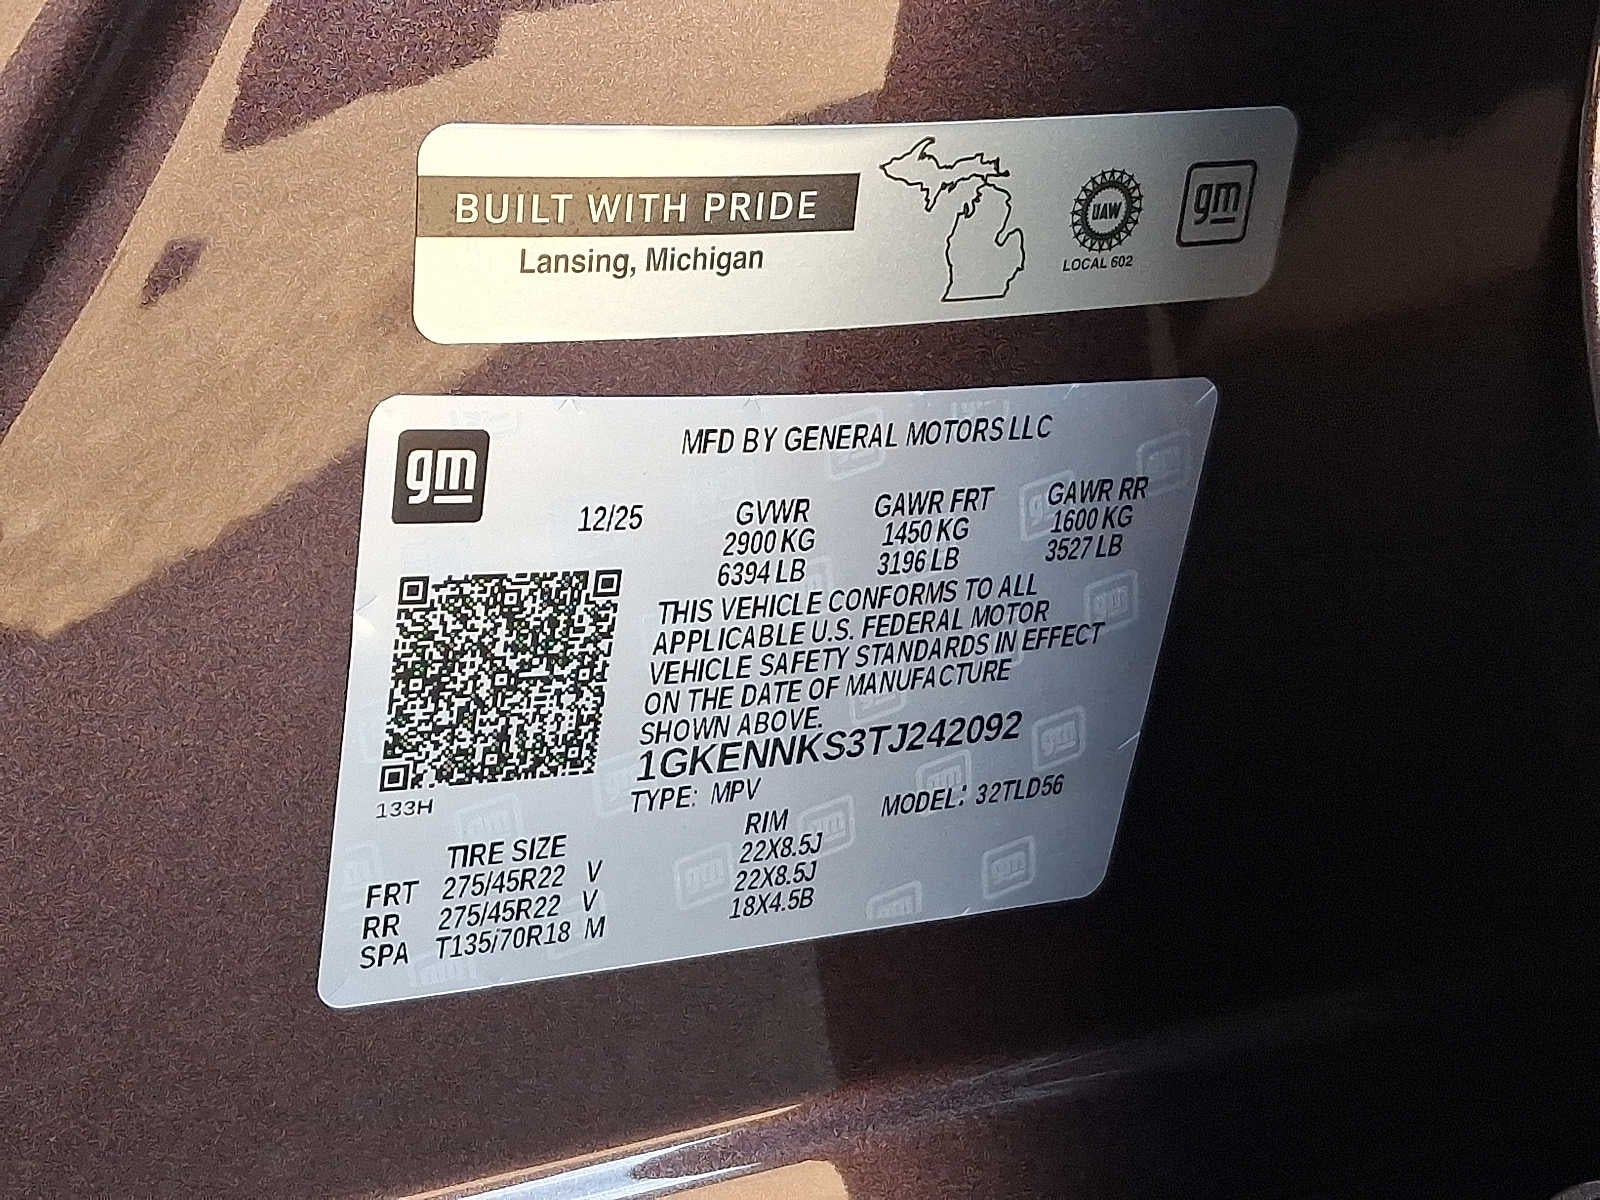 BUILT WITH PRIDE
Lansing, Michigan
UAW
LOCAL 602
gm
gm
MFD BY GENERAL MOTORS LLC
12/25 GVWR GAWR FRT GAWR RR
2900 KG 1450 KG 1600 KG
6394 LB 3196 LB 3527 LB
THIS VEHICLE CONFORMS TO ALL
APPLICABLE U.S. FEDERAL MOTOR
VEHICLE SAFETY STANDARDS IN EFFECT
ON THE DATE OF MANUFACTURE
SHOWN ABOVE.
1GKENNKS3TJ242092
133H
TYPE: MPV MODEL: 32TLD56
TIRE SIZE RIM
FRT 275/45R22 V 22X8.5J
RR 275/45R22 V 22X8.5J
SPA T135/70R18 M 18X4.5B